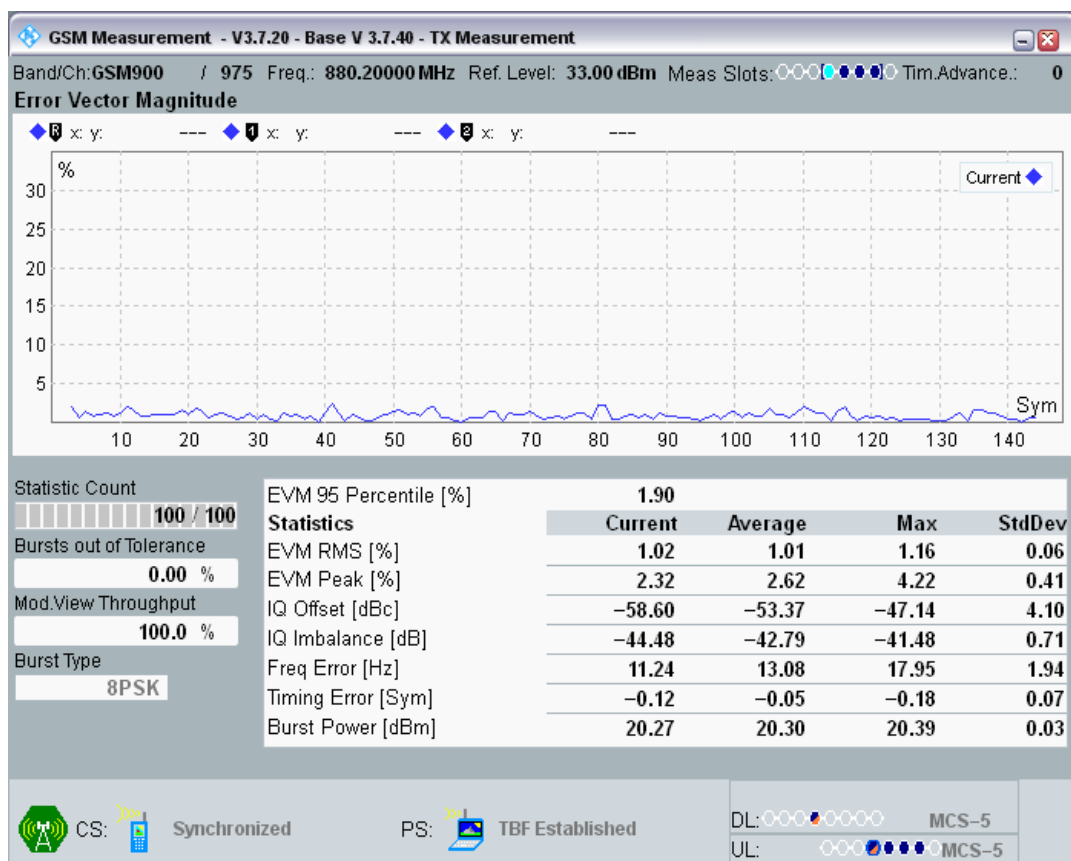 GSM Measurement - V3.7.20 - Base V 3.7.40 - TX Measurement
Band/Ch:GSM900 / 975 Freq.: 880.20000 MHz Ref. Level: 33.00 dBm Meas Slots: Tim.Advance.: 0
Error Vector Magnitude
R x: y: --- 1 x: y: --- 2 x: y: ---
%
Current
30
25
20
15
10
5
Sym
10 20 30 40 50 60 70 80 90 100 110 120 130 140
Statistic Count
100 / 100
Bursts out of Tolerance
0.00 %
Mod.View Throughput
100.0 %
Burst Type
8PSK
EVM 95 Percentile [%] 1.90
Statistics Current Average Max StdDev
EVM RMS [%] 1.02 1.01 1.16 0.06
EVM Peak [%] 2.32 2.62 4.22 0.41
IQ Offset [dBc] −58.60 −53.37 −47.14 4.10
IQ Imbalance [dB] −44.48 −42.79 −41.48 0.71
Freq Error [Hz] 11.24 13.08 17.95 1.94
Timing Error [Sym] −0.12 −0.05 −0.18 0.07
Burst Power [dBm] 20.27 20.30 20.39 0.03
CS: Synchronized PS: TBF Established
DL: MCS−5
UL: MCS−5